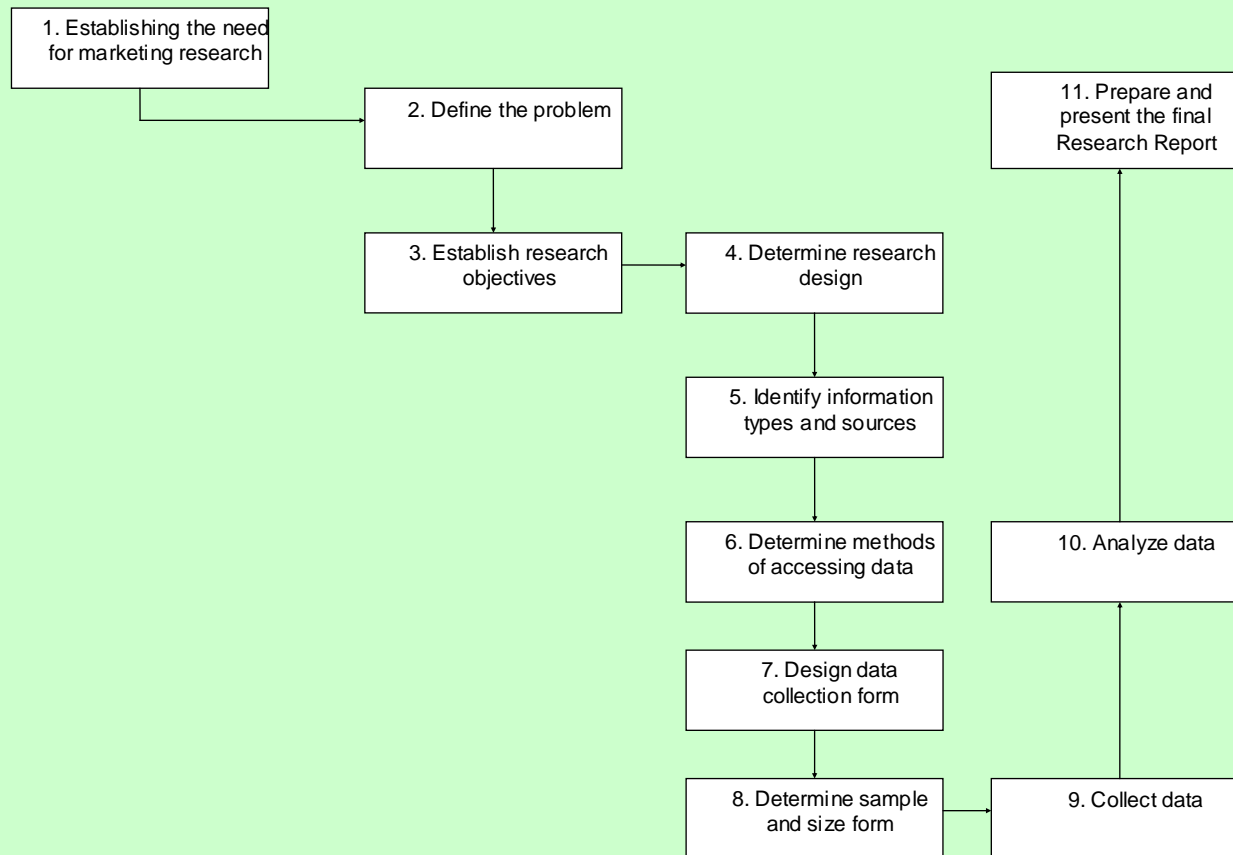 1. Establishing the need
for marketing research
2. Define the problem
3. Establish research
objectives
4. Determine research
design
5. Identify information
types and sources
6. Determine methods
of accessing data
7. Design data
collection form
8. Determine sample
and size form
9. Collect data
10. Analyze data
11. Prepare and
present the final
Research Report